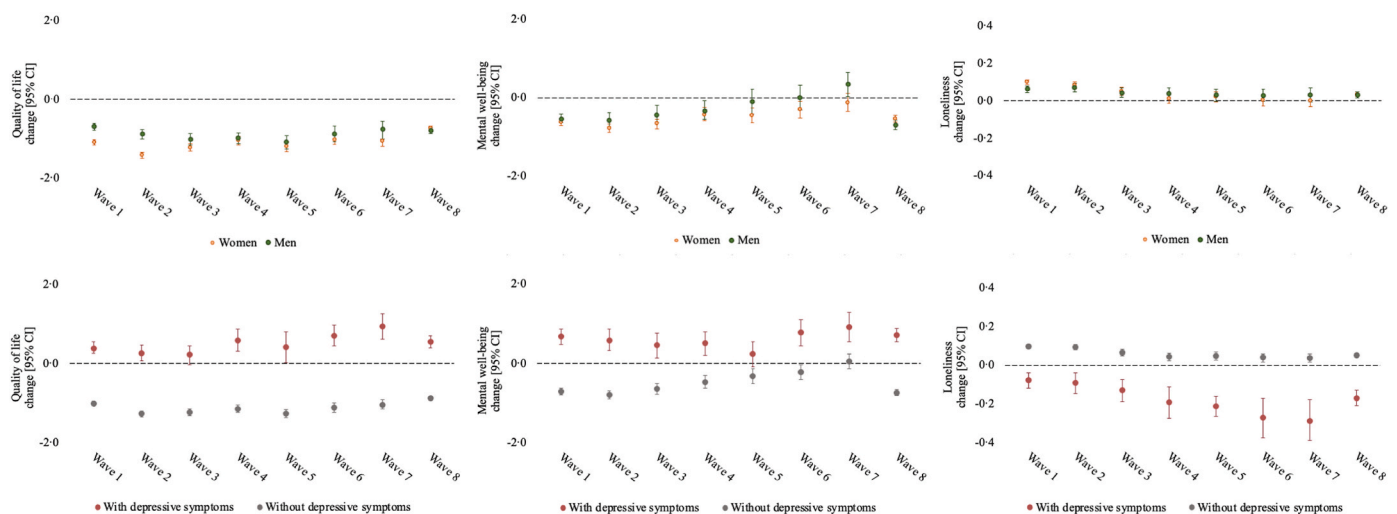 Quality of life
change [95% CI]
2·0
0·0
-2·0
Wave 1
Wave 2
Wave 3
Wave 4
Wave 5
Wave 6
Wave 7
Wave 8
Women Men
Mental well-being
change [95% CI]
2·0
0·0
-2·0
Wave 1
Wave 2
Wave 3
Wave 4
Wave 5
Wave 6
Wave 7
Wave 8
Women Men
Loneliness
change [95% CI]
0·4
0·2
0·0
-0·2
-0·4
Wave 1
Wave 2
Wave 3
Wave 4
Wave 5
Wave 6
Wave 7
Wave 8
Women Men
Quality of life
change [95% CI]
2·0
0·0
-2·0
Wave 1
Wave 2
Wave 3
Wave 4
Wave 5
Wave 6
Wave 7
Wave 8
With depressive symptoms Without depressive symptoms
Mental well-being
change [95% CI]
2·0
0·0
-2·0
Wave 1
Wave 2
Wave 3
Wave 4
Wave 5
Wave 6
Wave 7
Wave 8
With depressive symptoms Without depressive symptoms
Loneliness
change [95% CI]
0·4
0·2
0·0
-0·2
-0·4
Wave 1
Wave 2
Wave 3
Wave 4
Wave 5
Wave 6
Wave 7
Wave 8
With depressive symptoms Without depressive symptoms